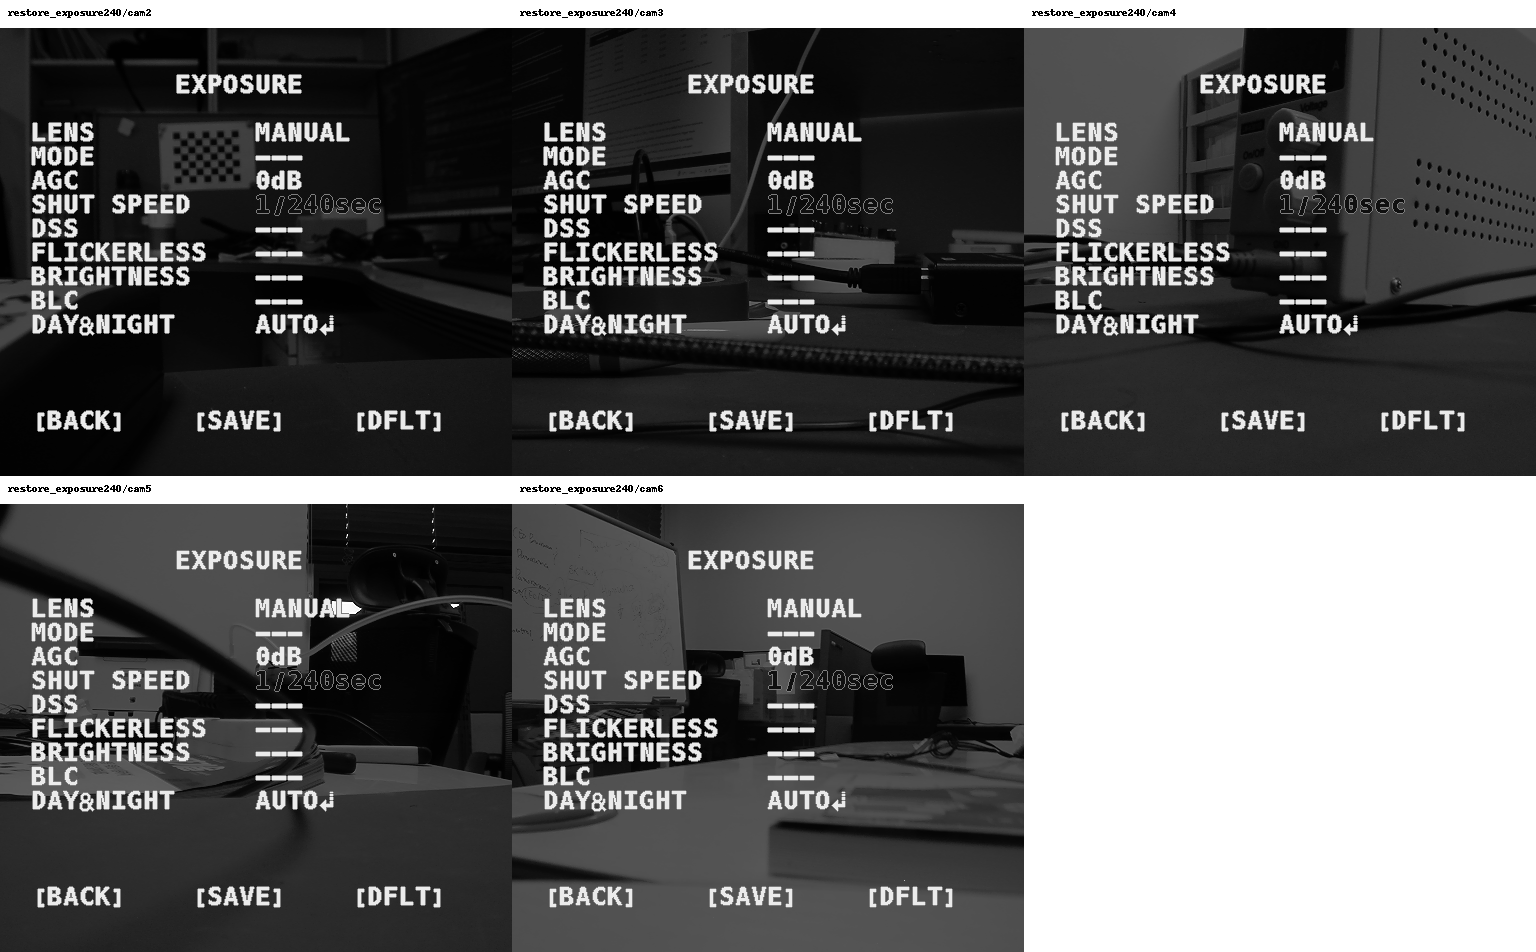 restore_exposure240/cam2
EXPOSURE
LENS MANUAL
MODE ---
AGC 0dB
SHUT SPEED 1/240sec
DSS ---
FLICKERLESS ---
BRIGHTNESS ---
BLC ---
DAY&NIGHT AUTO↲
[BACK] [SAVE] [DFLT]
restore_exposure240/cam3
EXPOSURE
LENS MANUAL
MODE ---
AGC 0dB
SHUT SPEED 1/240sec
DSS ---
FLICKERLESS ---
BRIGHTNESS ---
BLC ---
DAY&NIGHT AUTO↲
[BACK] [SAVE] [DFLT]
restore_exposure240/cam4
EXPOSURE
LENS MANUAL
MODE ---
AGC 0dB
SHUT SPEED 1/240sec
DSS ---
FLICKERLESS ---
BRIGHTNESS ---
BLC ---
DAY&NIGHT AUTO↲
[BACK] [SAVE] [DFLT]
restore_exposure240/cam5
EXPOSURE
LENS MANUAL
MODE ---
AGC 0dB
SHUT SPEED 1/240sec
DSS ---
FLICKERLESS ---
BRIGHTNESS ---
BLC ---
DAY&NIGHT AUTO↲
[BACK] [SAVE] [DFLT]
restore_exposure240/cam6
EXPOSURE
LENS MANUAL
MODE ---
AGC 0dB
SHUT SPEED 1/240sec
DSS ---
FLICKERLESS ---
BRIGHTNESS ---
BLC ---
DAY&NIGHT AUTO↲
[BACK] [SAVE] [DFLT]